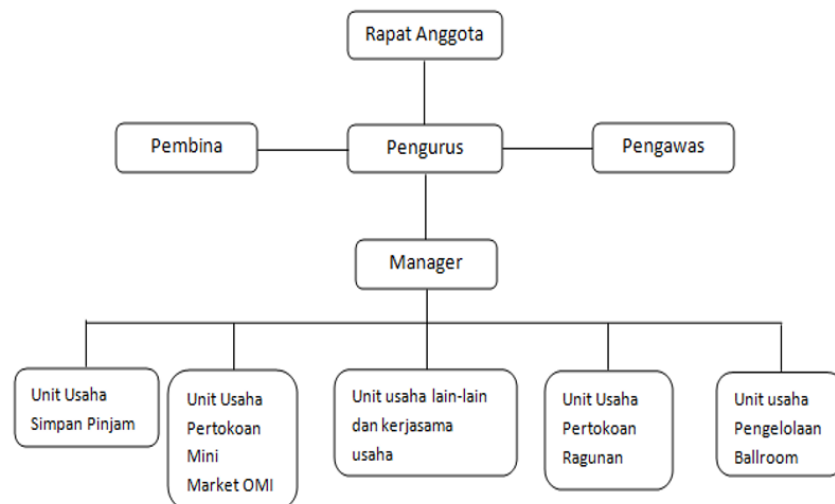 Rapat Anggota
Pembina
Pengurus
Pengawas
Manager
Unit Usaha
Simpan Pinjam
Unit Usaha
Pertokoan
Mini
Market OMI
Unit usaha lain-lain
dan kerjasama
usaha
Unit Usaha
Pertokoan
Ragunan
Unit usaha
Pengelolaan
Ballroom